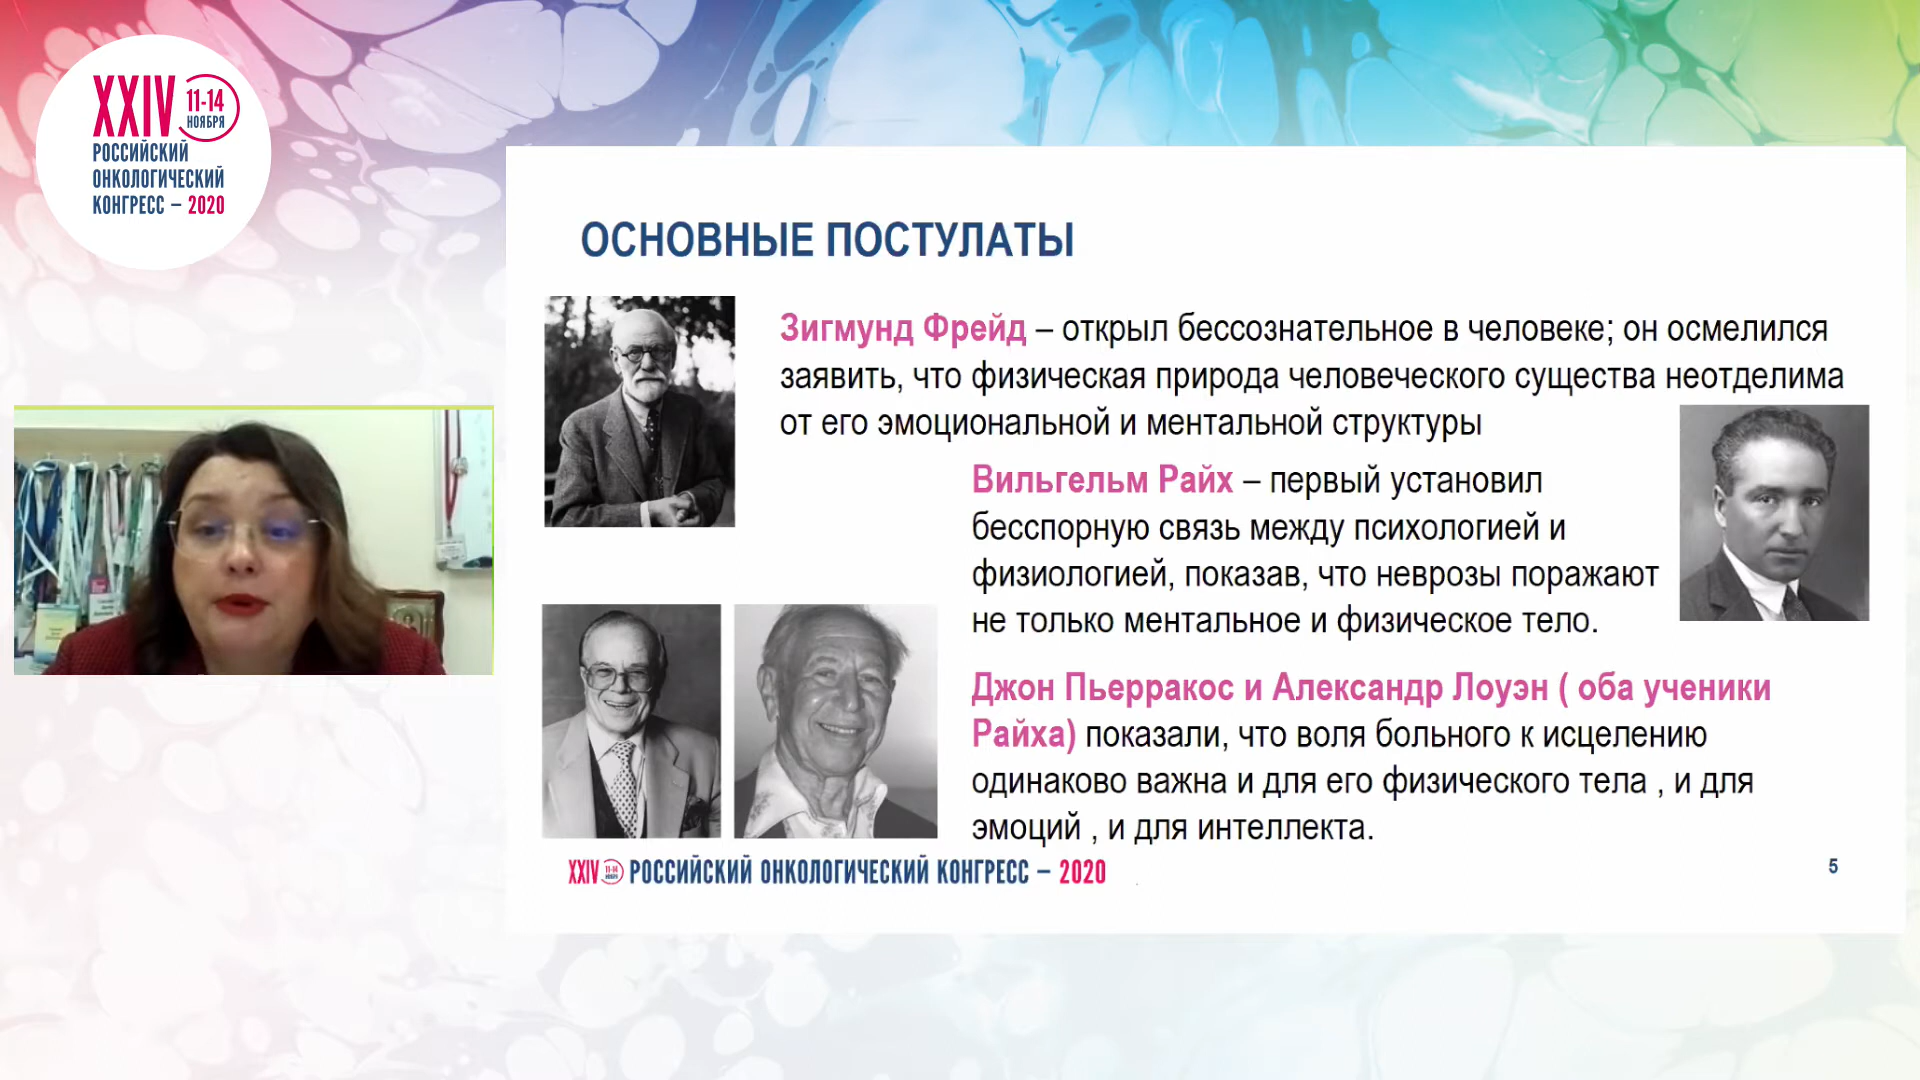 XXIV 11-14
НОЯБРЯ
РОССИЙСКИЙ
ОНКОЛОГИЧЕСКИЙ
КОНГРЕСС – 2020
ОСНОВНЫЕ ПОСТУЛАТЫ
Зигмунд Фрейд – открыл бессознательное в человеке; он осмелился
заявить, что физическая природа человеческого существа неотделима
от его эмоциональной и ментальной структуры
Вильгельм Райх – первый установил
бесспорную связь между психологией и
физиологией, показав, что неврозы поражают
не только ментальное и физическое тело.
Джон Пьерракос и Александр Лоуэн ( оба ученики
Райха) показали, что воля больного к исцелению
одинаково важна и для его физического тела , и для
эмоций , и для интеллекта.
XXIV 11-14 НОЯБРЯ РОССИЙСКИЙ ОНКОЛОГИЧЕСКИЙ КОНГРЕСС – 2020
5